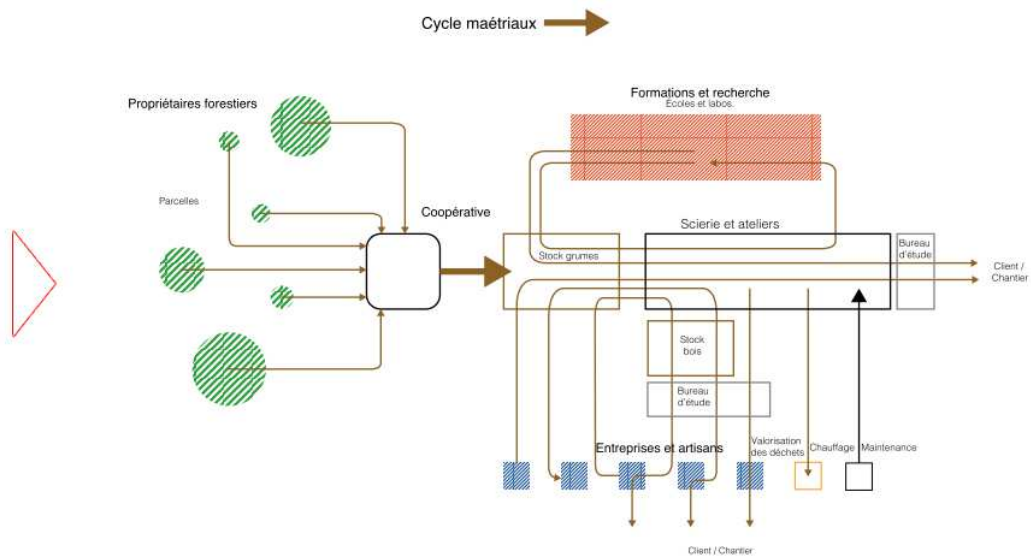 Cycle maétriaux
Propriétaires forestiers
Formations et recherche
Écoles et labos.
Parcelles
Coopérative
Scierie et ateliers
Stock grumes
Bureau
d'étude
Client /
Chantier
Stock
bois
Bureau
d'étude
Entreprises et artisans
Valorisation
des déchets
Chauffage
Maintenance
Client / Chantier